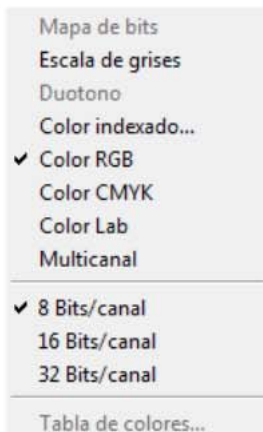 Mapa de bits
Escala de grises
Duotono
Color indexado...
Color RGB
Color CMYK
Color Lab
Multicanal
8 Bits/canal
16 Bits/canal
32 Bits/canal
Tabla de colores...